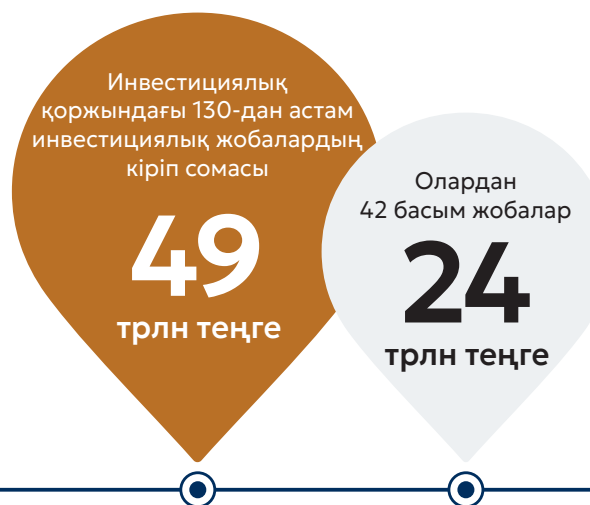 Инвестициялық
қоржындағы 130-дан астам
инвестициялық жобалардың
кіріп сомасы
49
трлн теңге
Олардан
42 басым жобалар
24
трлн теңге